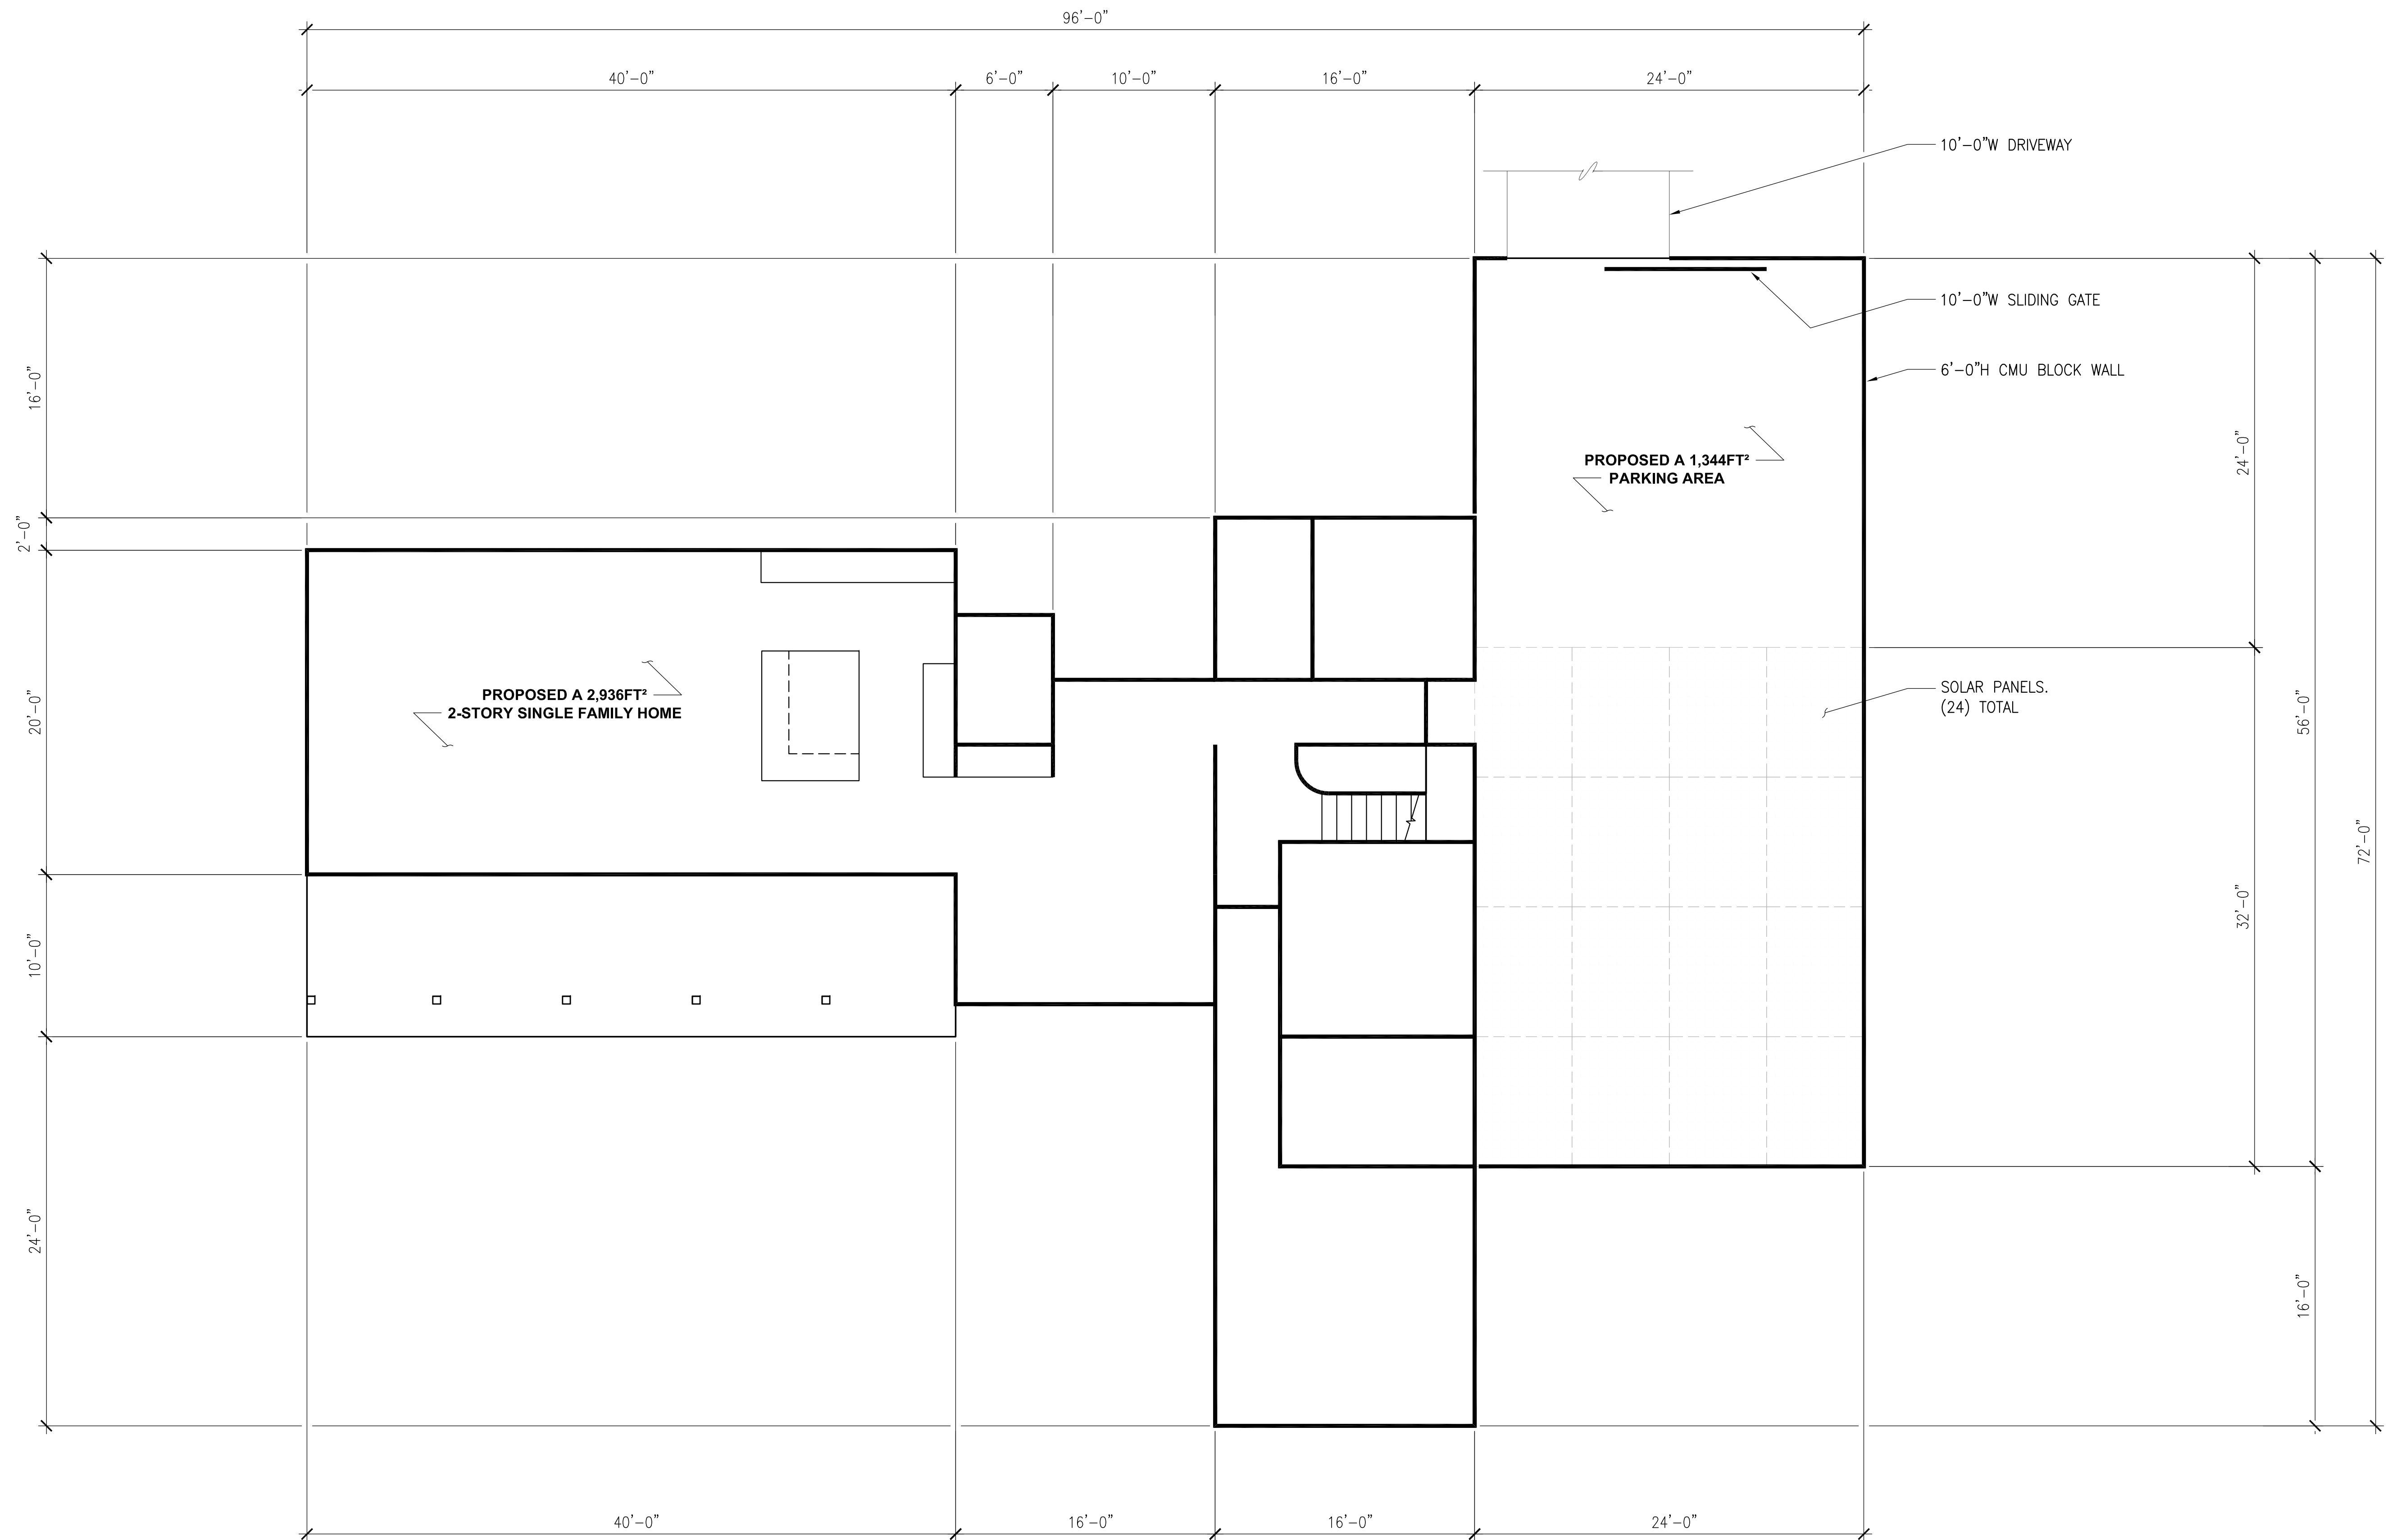 96'-0"
40'-0"
6'-0"
10'-0"
16'-0"
24'-0"
10'-0"W DRIVEWAY
10'-0"W SLIDING GATE
6'-0"H CMU BLOCK WALL
16'-0"
24'-0"
PROPOSED A 1,344FT²
PARKING AREA
2'-0"
20'-0"
PROPOSED A 2,936FT²
2-STORY SINGLE FAMILY HOME
SOLAR PANELS.
(24) TOTAL
56'-0"
72'-0"
10'-0"
32'-0"
24'-0"
16'-0"
40'-0"
16'-0"
16'-0"
24'-0"